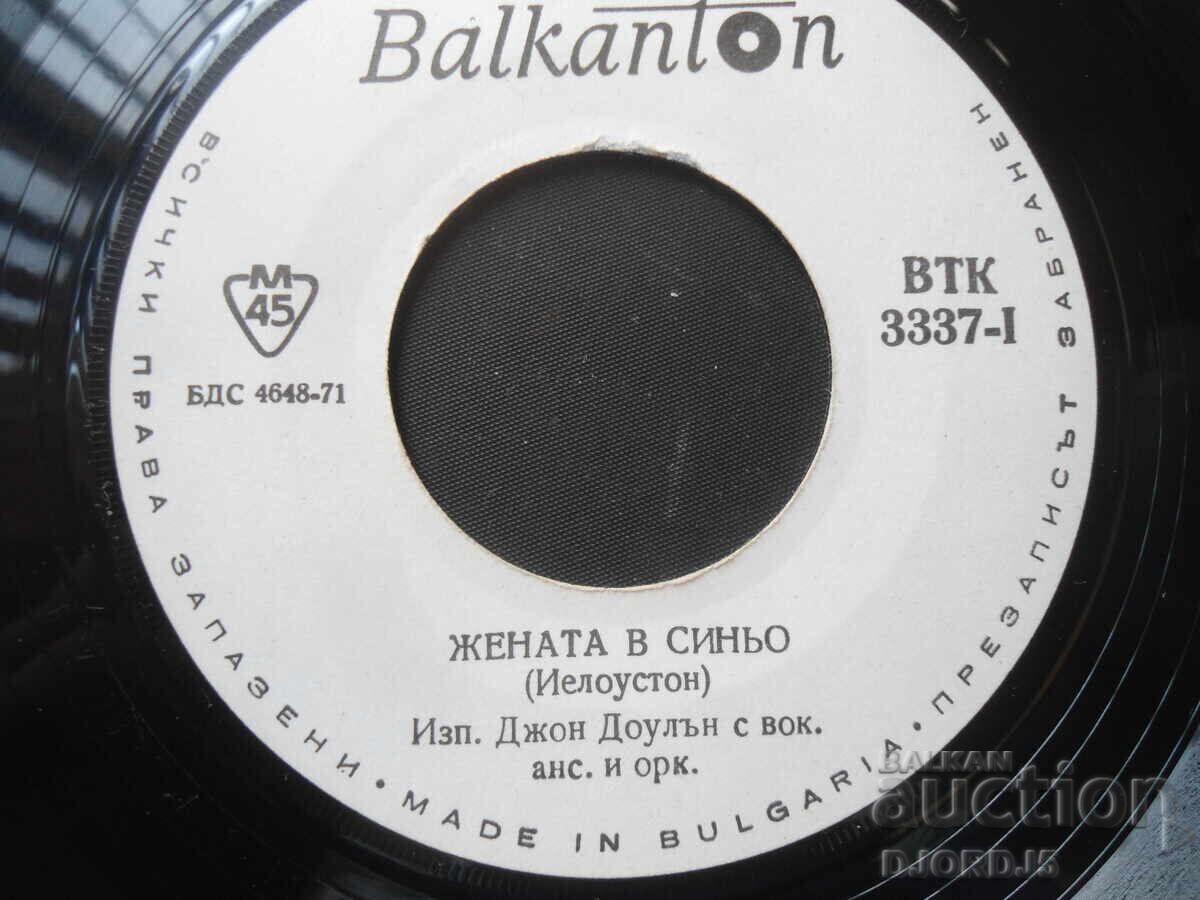 Balkanton
M
45
БДС 4648-71
ВТК
3337-I
ЖЕНАТА В СИНЬО
(Иелоустон)
Изп. Джон Доулън с вок.
анс. и орк.
ВСИЧКИ ПРАВА ЗАПАЗЕНИ • MADE IN BULGARIA • ПРЕЗАПИСЪТ ЗАБРАНЕН
BALKAN
auction
DJORDJ5